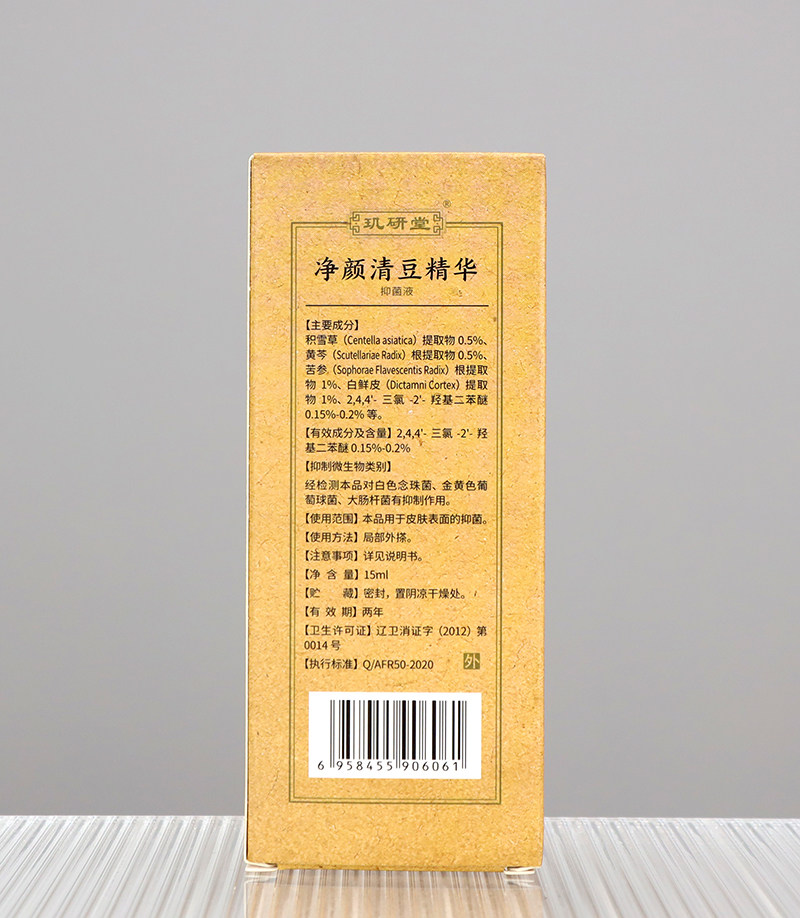 玑研堂®
净颜清豆精华
抑菌液
【主要成分】
积雪草（Centella asiatica）提取物 0.5%、
黄芩（Scutellariae Radix）根提取物 0.5%、
苦参（Sophorae Flavescentis Radix）根提取
物 1%、白鲜皮（Dictamni Cortex）提取
物 1%、2,4,4'- 三氯 -2'- 羟基二苯醚
0.15%-0.2% 等。
【有效成分及含量】2,4,4'- 三氯 -2'- 羟
基二苯醚 0.15%-0.2%
【抑制微生物类别】
经检测本品对白色念珠菌、金黄色葡
萄球菌、大肠杆菌有抑制作用。
【使用范围】本品用于皮肤表面的抑菌。
【使用方法】局部外搽。
【注意事项】详见说明书。
【净 含 量】15ml
【贮 藏】密封，置阴凉干燥处。
【有 效 期】两年
【卫生许可证】辽卫消证字（2012）第
0014 号
【执行标准】Q/AFR50-2020
外
6 958455 906061